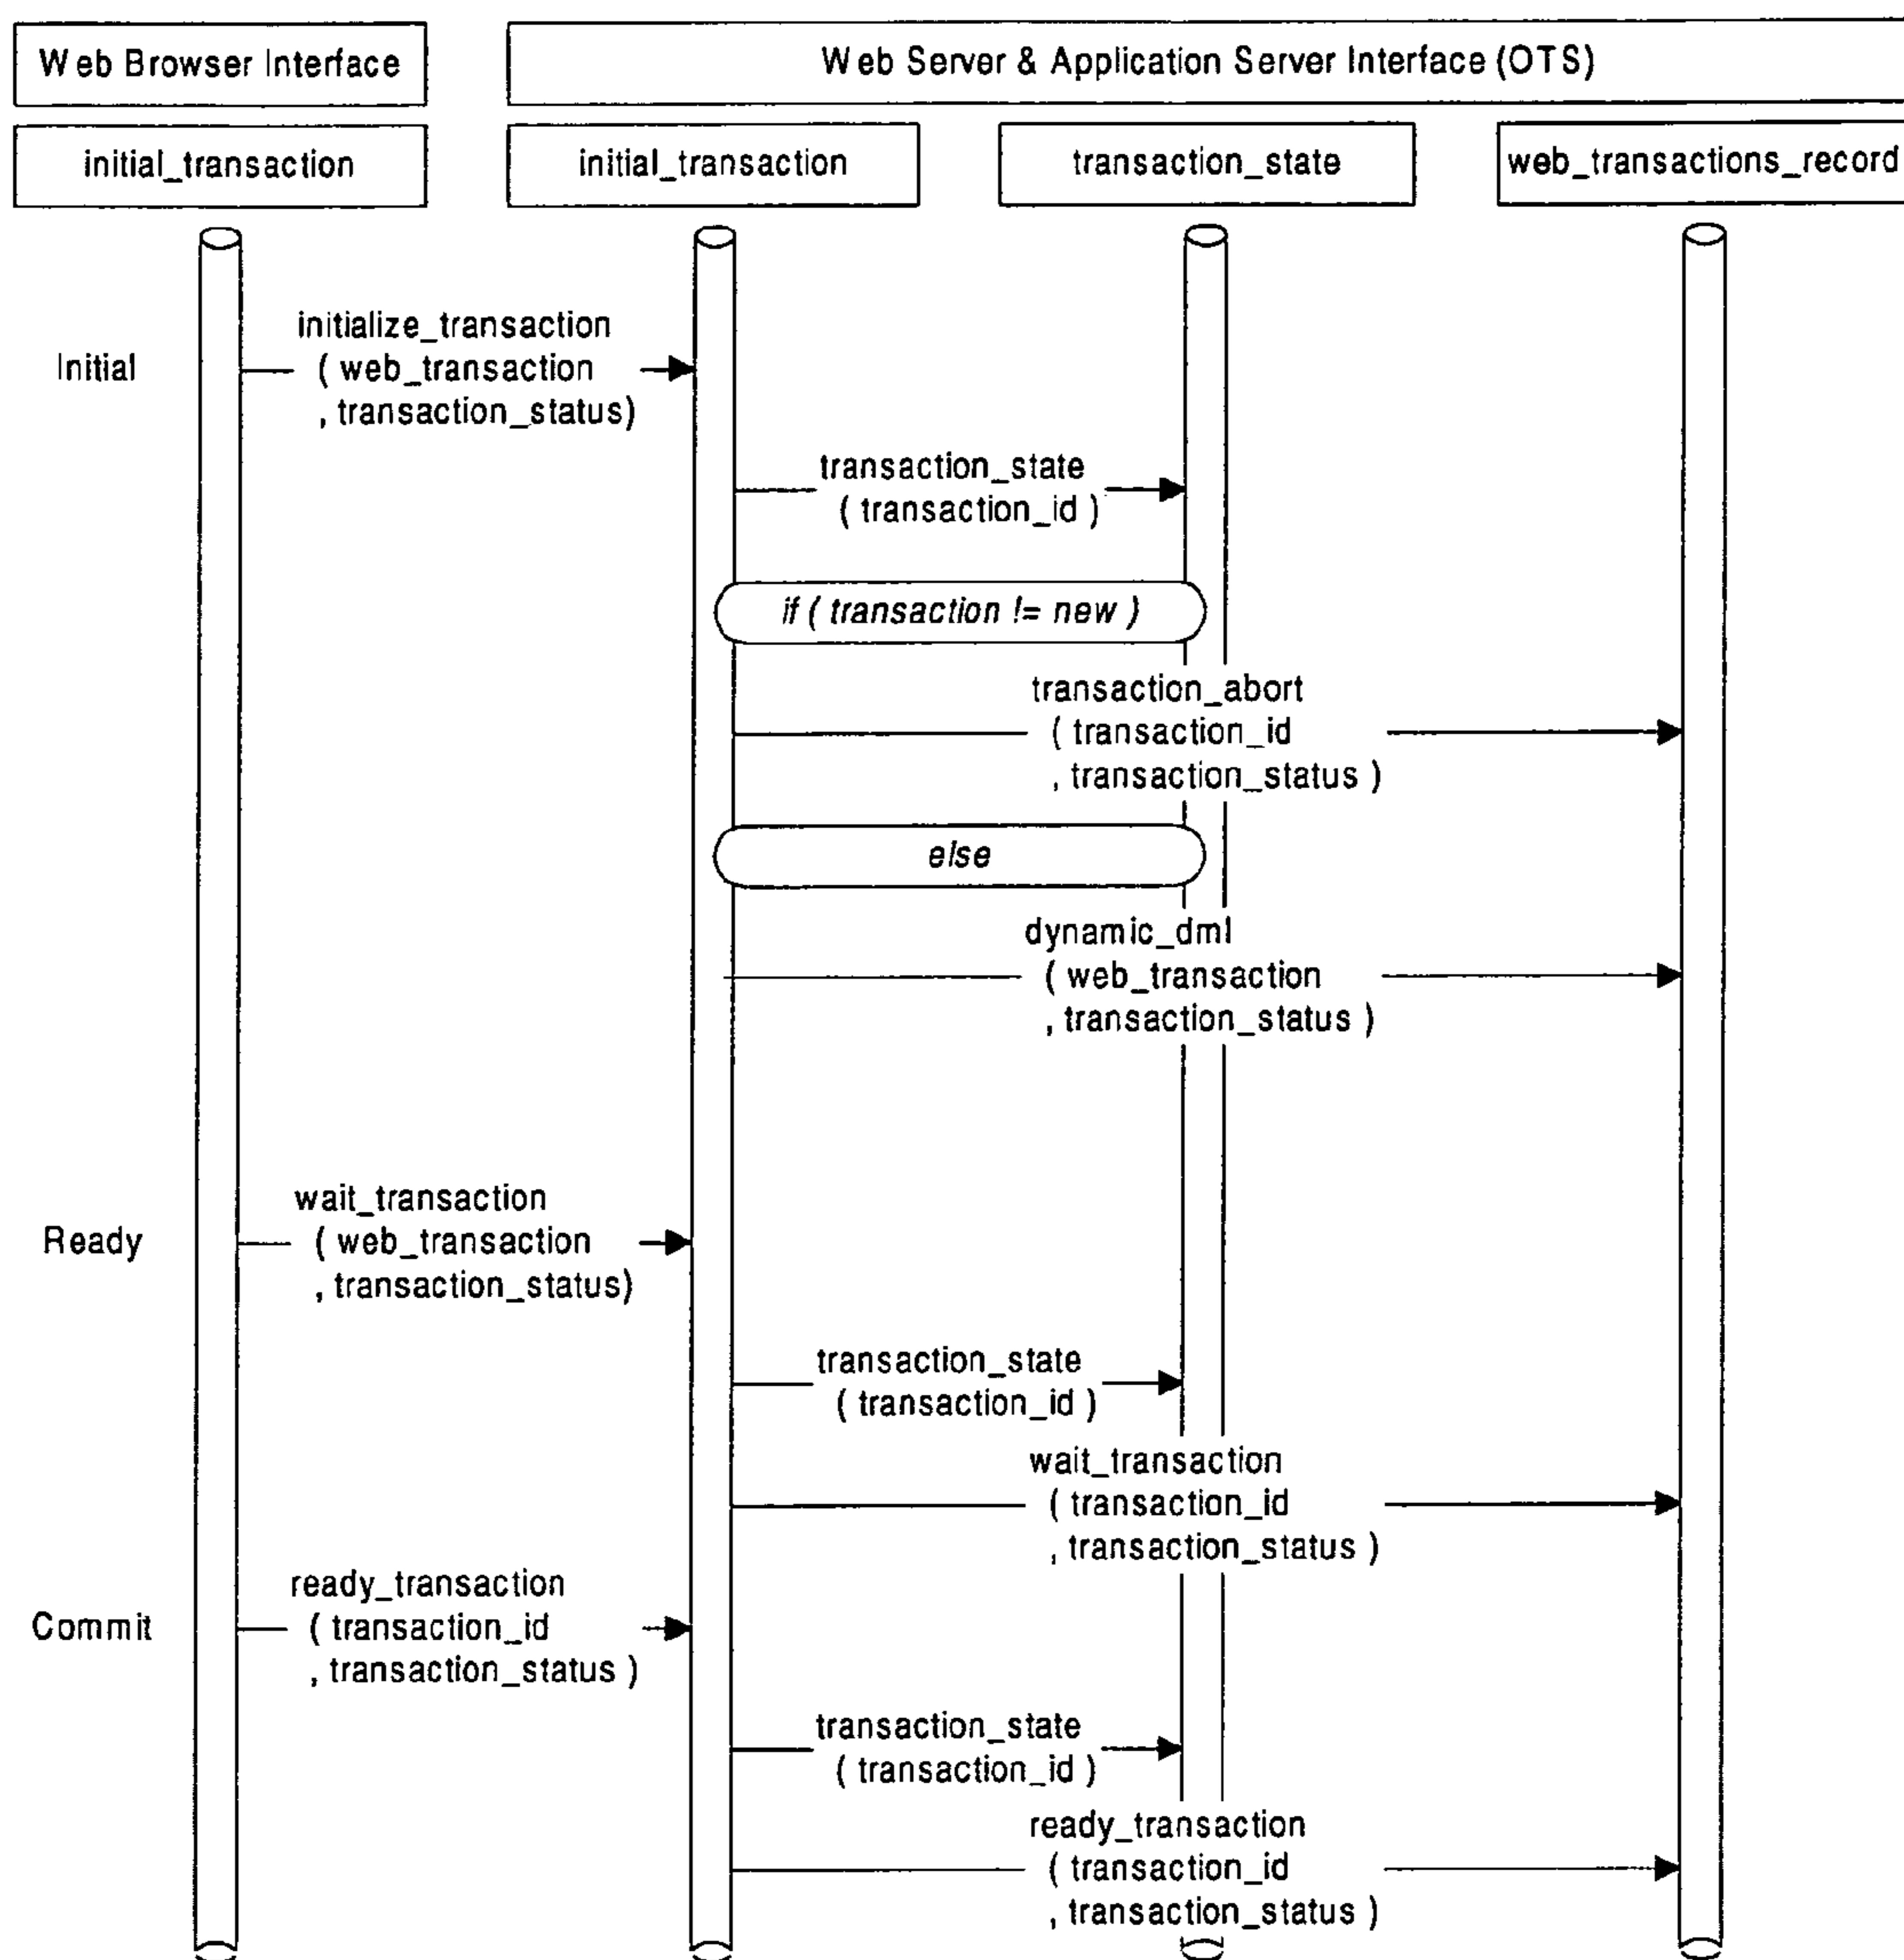 Web Browser Interface
Web Server & Application Server Interface (OTS)
initial_transaction
initial_transaction
transaction_state
web_transactions_record
initialize_transaction
Initial
( web_transaction
, transaction_status)
transaction_state
( transaction_id )
if ( transaction != new )
transaction_abort
( transaction_id
, transaction_status )
else
dynamic_dml
( web_transaction
, transaction_status )
wait_transaction
Ready
( web_transaction
, transaction_status)
transaction_state
( transaction_id )
wait_transaction
( transaction_id
, transaction_status )
ready_transaction
Commit
( transaction_id
, transaction_status )
transaction_state
( transaction_id )
ready_transaction
( transaction_id
, transaction_status )